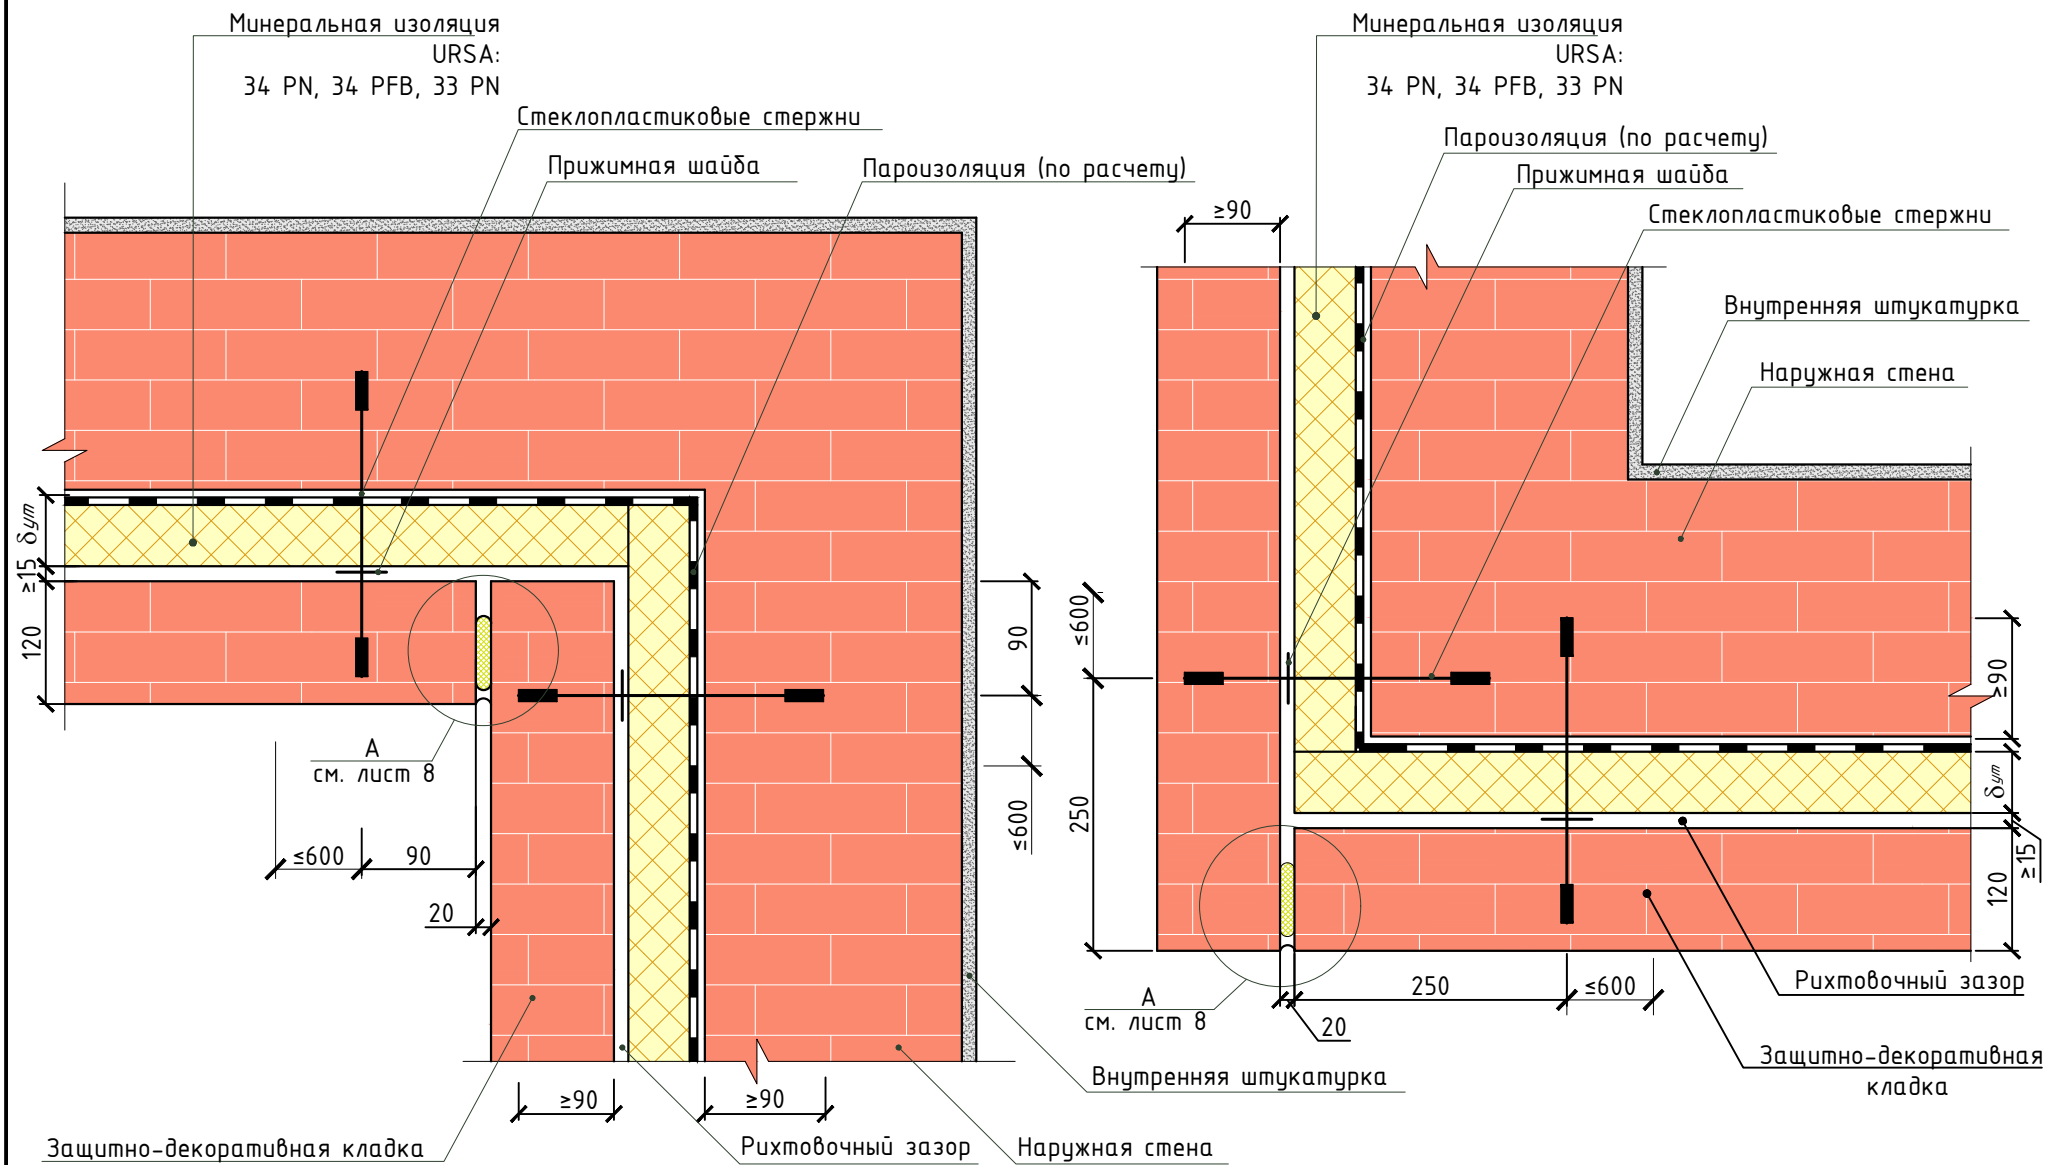 Минеральная изоляция
URSA:
34 PN, 34 PFB, 33 PN
Стеклопластиковые стержни
Прижимная шайба
Пароизоляция (по расчету)
δут
≥15
120
90
≤600
А
см. лист 8
≤600
90
20
≥90
≥90
Защитно-декоративная кладка
Рихтовочный зазор
Наружная стена
Внутренняя штукатурка
Минеральная изоляция
URSA:
34 PN, 34 PFB, 33 PN
Пароизоляция (по расчету)
Прижимная шайба
≥90
Стеклопластиковые стержни
Внутренняя штукатурка
Наружная стена
≤600
250
≥90
δут
≥15
120
А
см. лист 8
250
≤600
20
Рихтовочный зазор
Защитно-декоративная
кладка